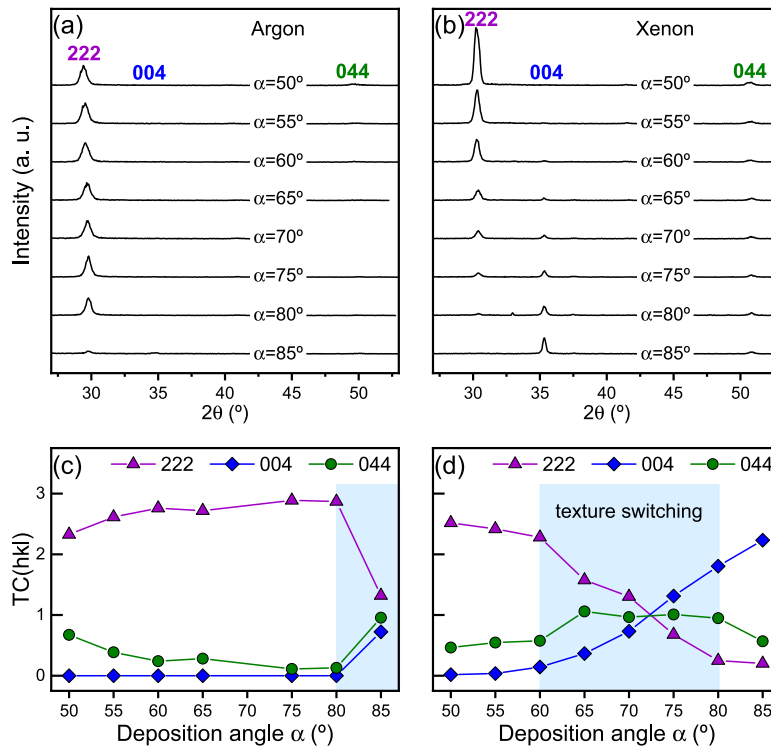 (a) Argon
222
004
044
α=50º
α=55º
α=60º
α=65º
α=70º
α=75º
α=80º
α=85º
30 35 40 45 50
2θ (º)
Intensity (a. u.)
(b) Xenon
222
004
044
α=50º
α=55º
α=60º
α=65º
α=70º
α=75º
α=80º
α=85º
30 35 40 45 50
2θ (º)
(c) 222 004 044
3
2
1
0
50 55 60 65 70 75 80 85
Deposition angle α (º)
TC(hkl)
(d) 222 004 044
texture switching
50 55 60 65 70 75 80 85
Deposition angle α (º)